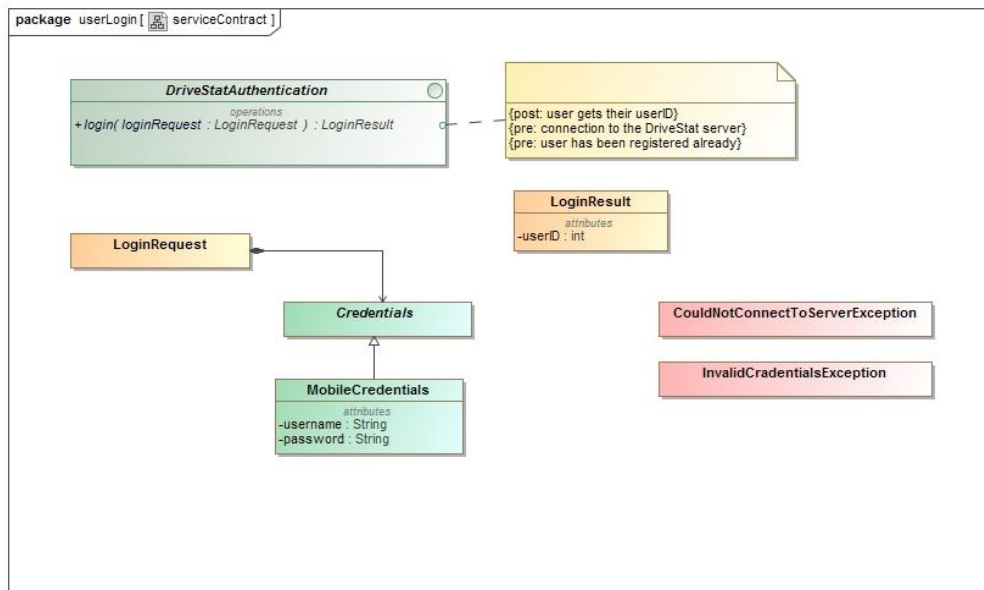 package userLogin [ serviceContract ]
DriveStatAuthentication
operations
+login( loginRequest : LoginRequest ) : LoginResult
{post: user gets their userID}
{pre: connection to the DriveStat server}
{pre: user has been registered already}
LoginResult
attributes
-userID : int
LoginRequest
Credentials
CouldNotConnectToServerException
InvalidCradentialsException
MobileCredentials
attributes
-username : String
-password : String